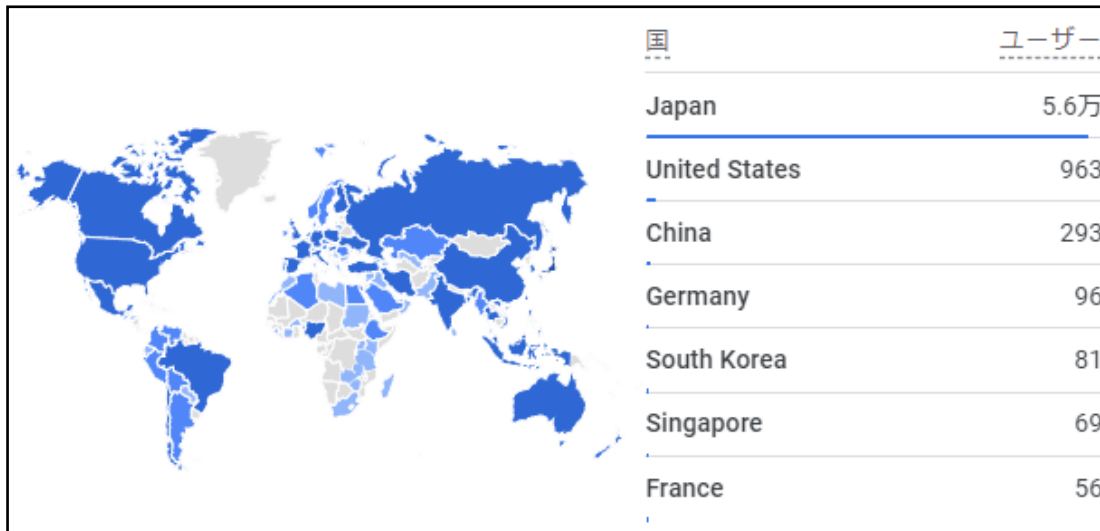 国 ユーザー
Japan 5.6万
United States 963
China 293
Germany 96
South Korea 81
Singapore 69
France 56